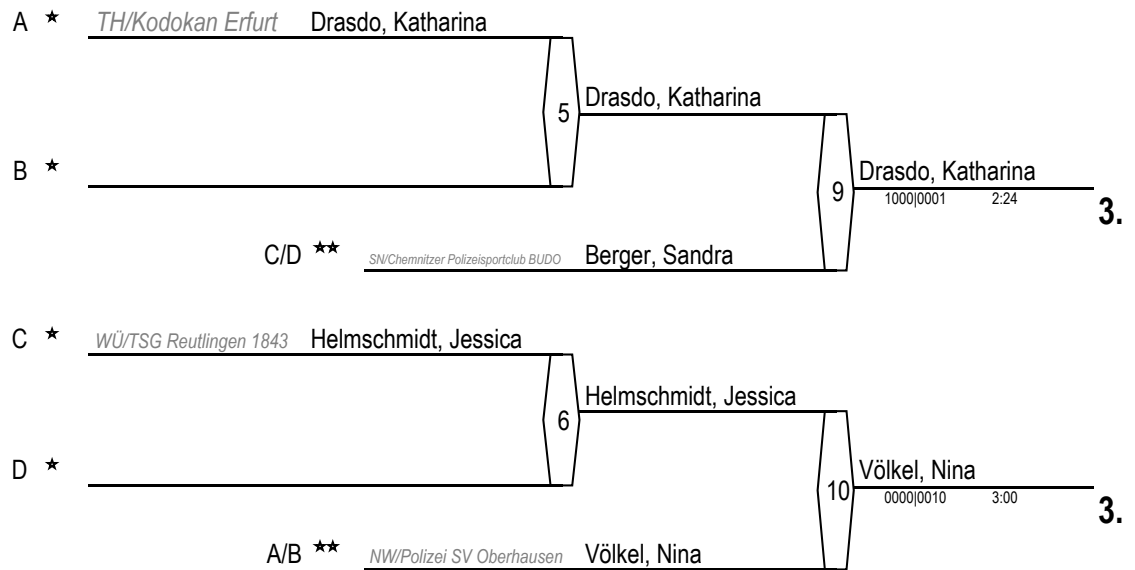 A ★ TH/Kodokan Erfurt Drasdo, Katharina
5 Drasdo, Katharina
B ★
9 Drasdo, Katharina
1000|0001 2:24 3.
C/D ★★ SN/Chemnitzer Polizeisportclub BUDO Berger, Sandra
C ★ WÜ/TSG Reutlingen 1843 Helmschmidt, Jessica
6 Helmschmidt, Jessica
D ★
10 Völkel, Nina
0000|0010 3:00 3.
A/B ★★ NW/Polizei SV Oberhausen Völkel, Nina